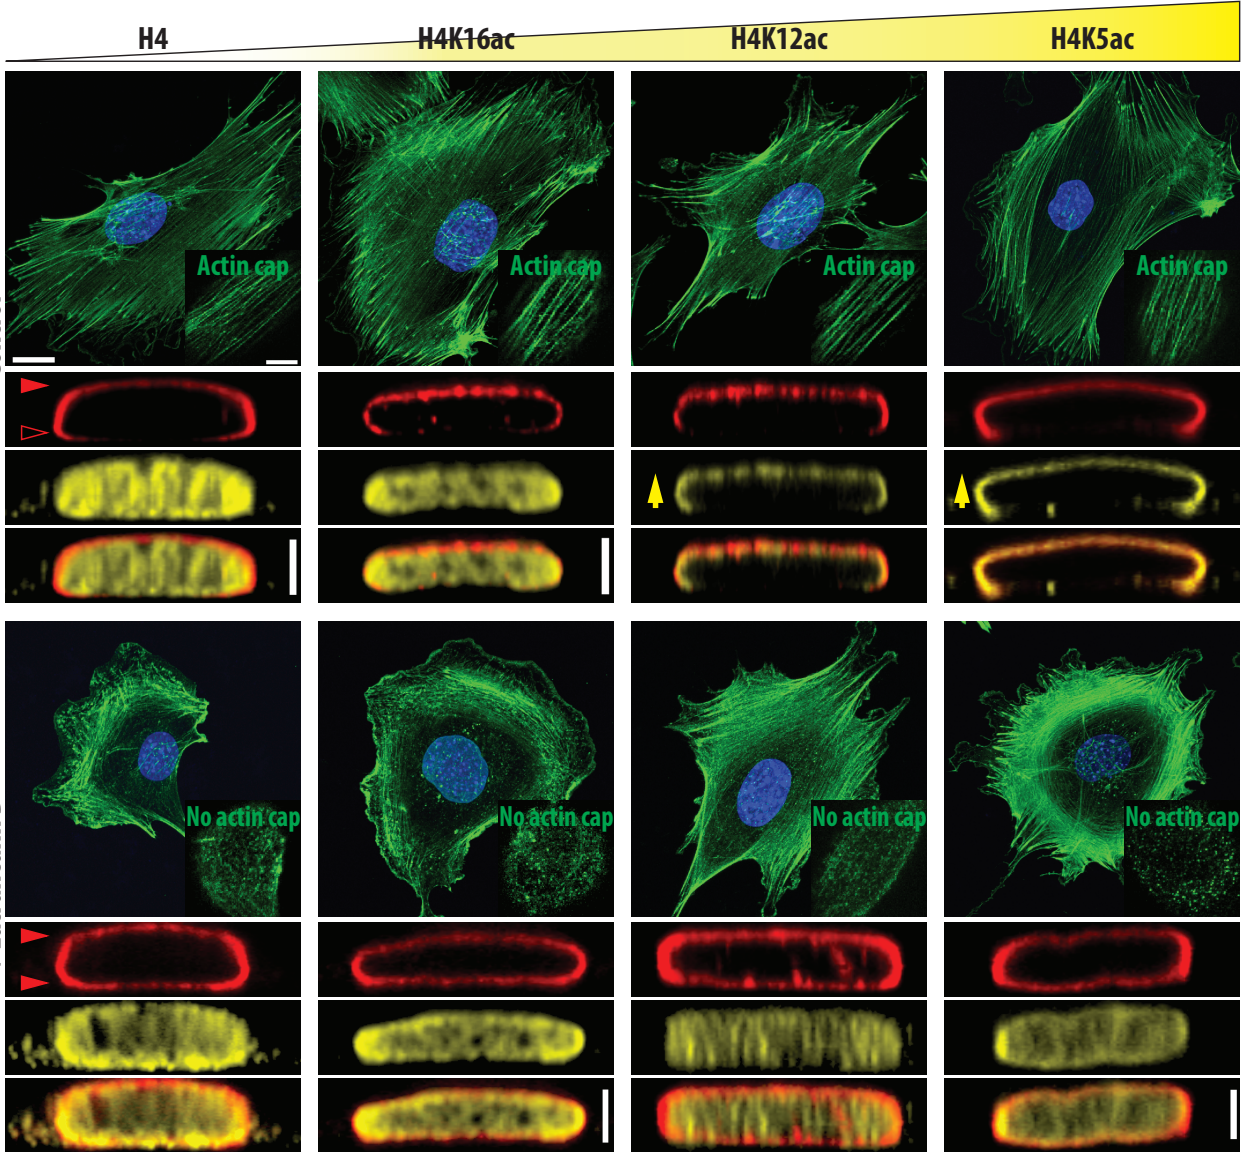 H4 H4K16ac H4K12ac H4K5ac
Actin cap Actin cap Actin cap Actin cap
No actin cap No actin cap No actin cap No actin cap